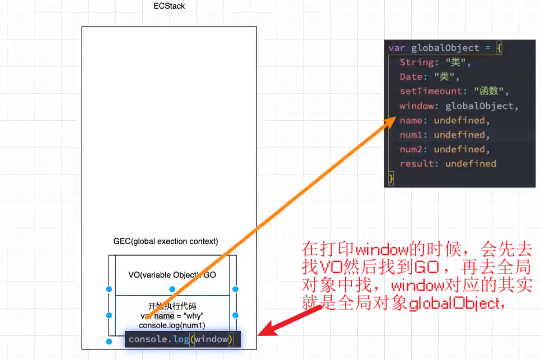 ECStack
var globalObject = {
String: "类",
Date: "类",
setTimeount: "函数",
window: globalObject,
name: undefined,
num1: undefined,
num2: undefined,
result: undefined
}
GEC(global exection context)
VO(variable Object): GO
开始执行代码
var name = "why"
console.log(num1)
console.log(window)
在打印window的时候，会先去
找VO然后找到GO，再去全局
对象中找，window对应的其实
就是全局对象globalObject，